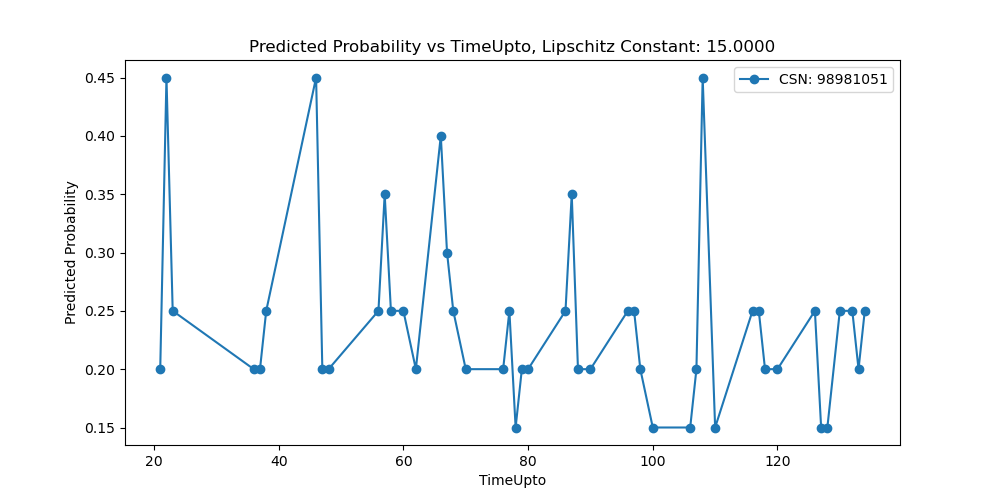 Predicted Probability vs TimeUpto, Lipschitz Constant: 15.0000
CSN: 98981051
Predicted Probability
0.45
0.40
0.35
0.30
0.25
0.20
0.15
20 40 60 80 100 120
TimeUpto